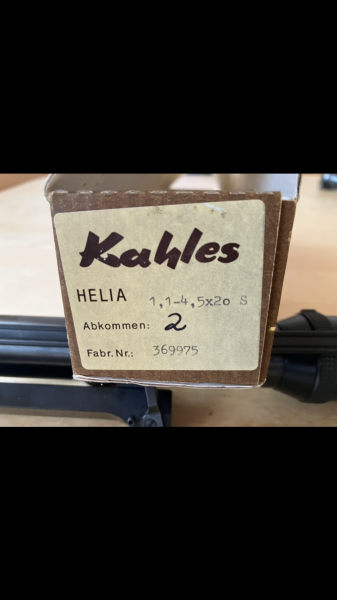 Kahles
HELIA 1,1-4,5x20 S
Abkommen: 2
Fabr.Nr.: 369975